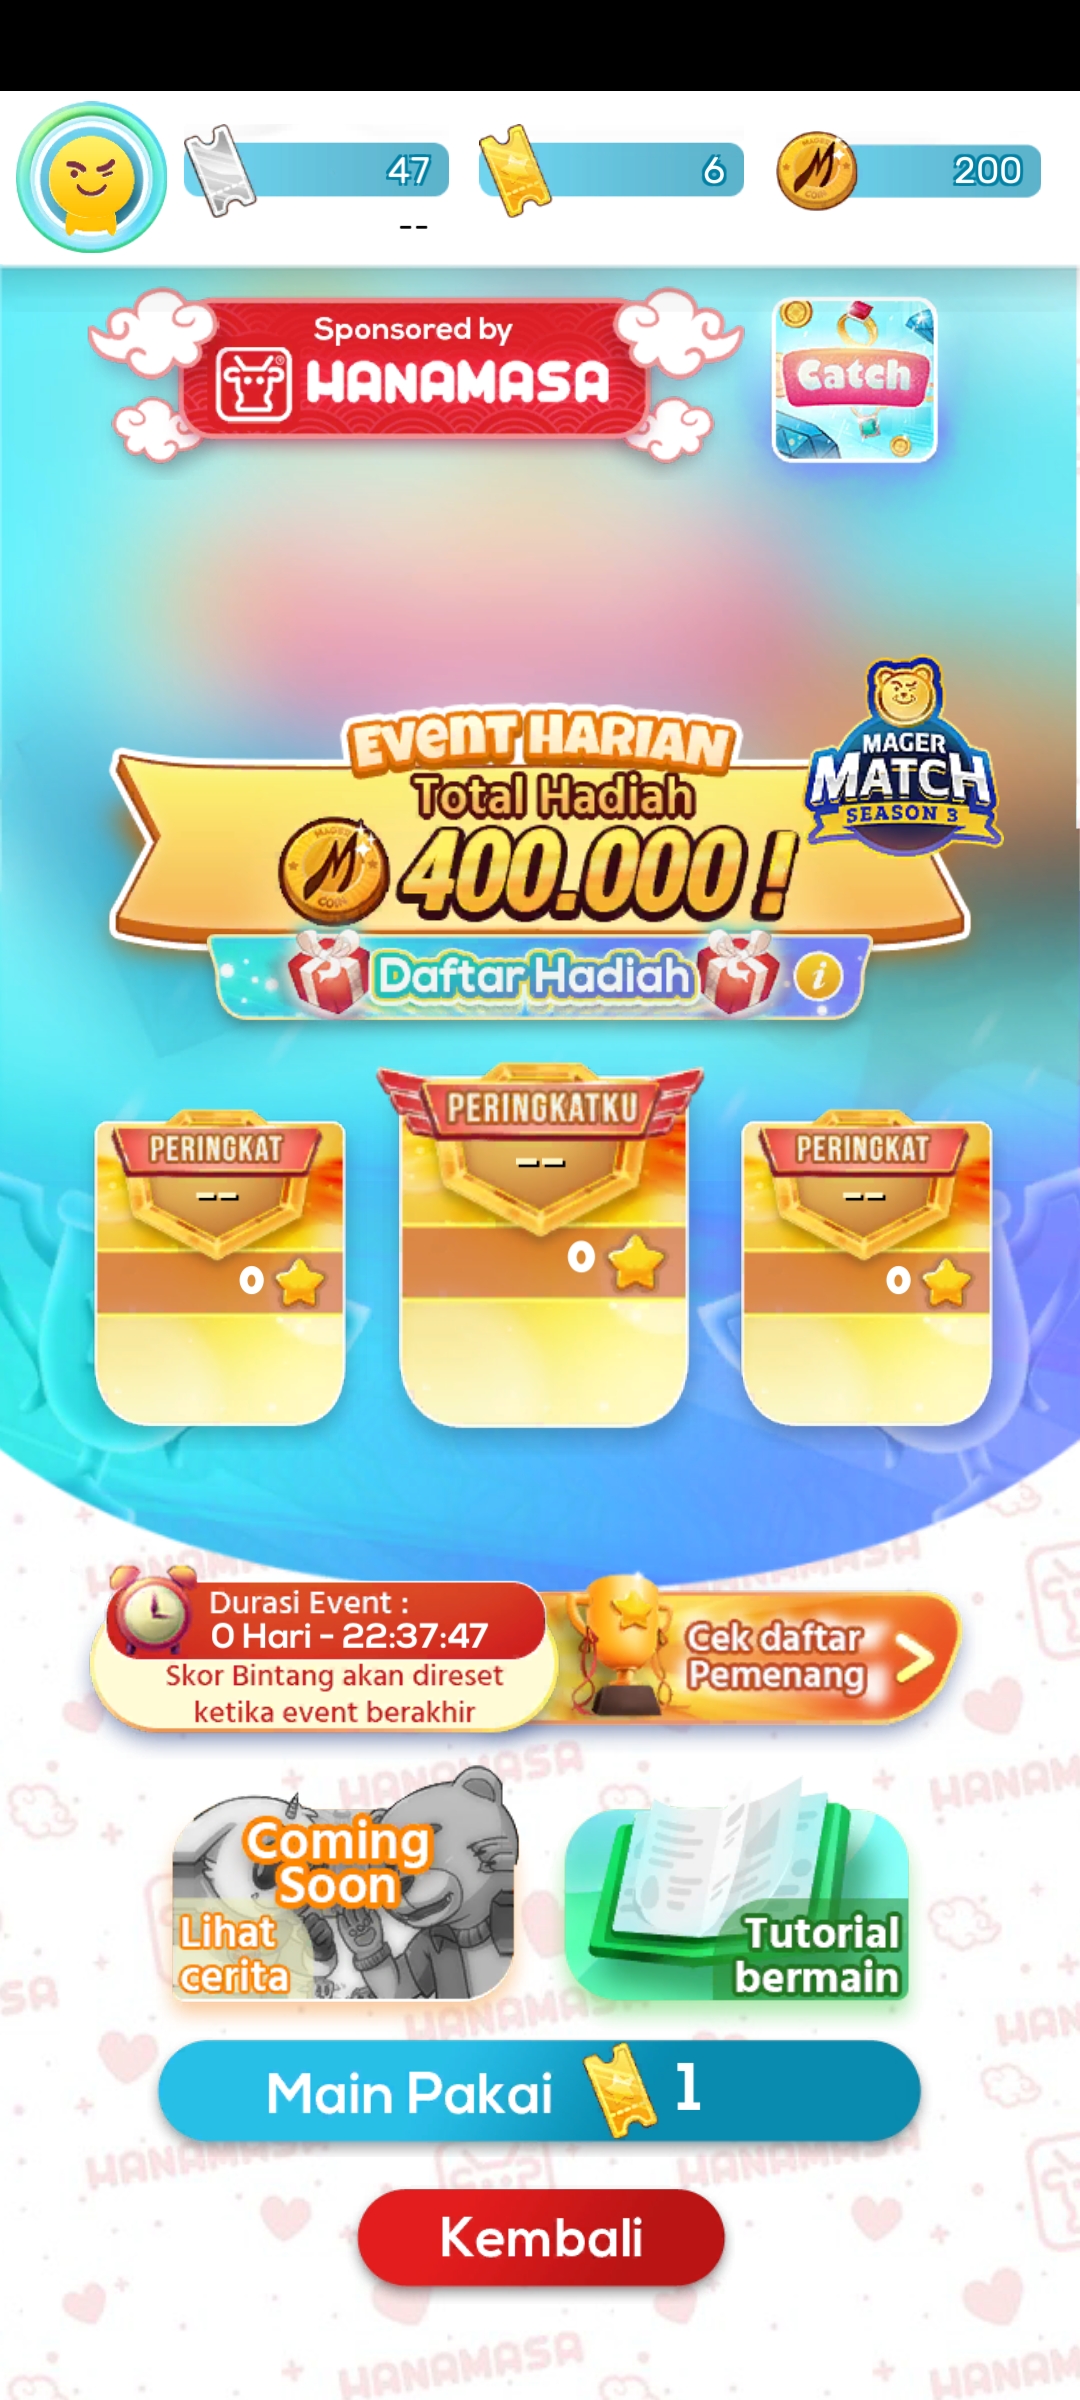 47
6
200
--
Sponsored by
HANAMASA
Catch
EVENT HARIAN
Total Hadiah
400.000 !
MAGER
MATCH
SEASON 3
MAGER
M
COIN
Daftar Hadiah
i
PERINGKAT
--
0
PERINGKATKU
--
0
PERINGKAT
--
0
Durasi Event :
0 Hari - 22:37:47
Skor Bintang akan direset
ketika event berakhir
Cek daftar
Pemenang
Coming
Soon
Lihat
cerita
Tutorial
bermain
Main Pakai 1
Kembali